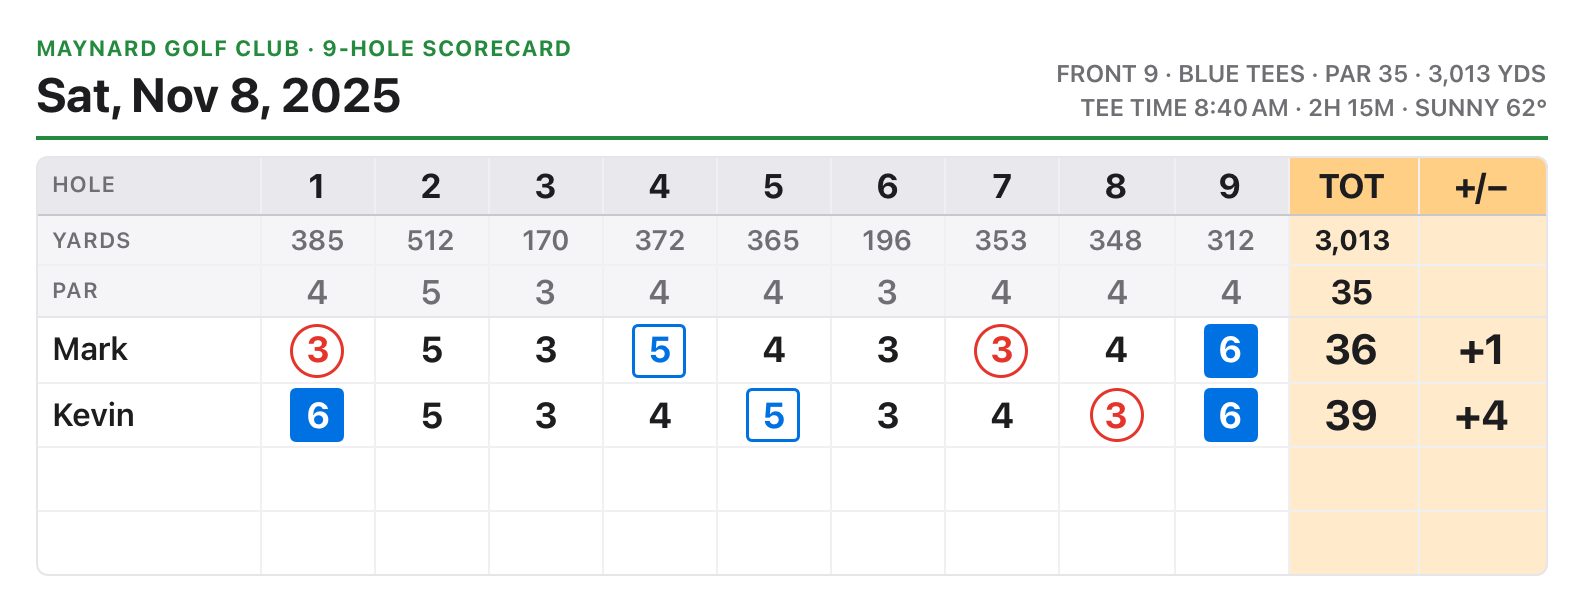 MAYNARD GOLF CLUB · 9-HOLE SCORECARD
Sat, Nov 8, 2025
FRONT 9 · BLUE TEES · PAR 35 · 3,013 YDS
TEE TIME 8:40 AM · 2H 15M · SUNNY 62°
HOLE 1 2 3 4 5 6 7 8 9 TOT +/−
YARDS 385 512 170 372 365 196 353 348 312 3,013
PAR 4 5 3 4 4 3 4 4 4 35
Mark 3 5 3 5 4 3 3 4 6 36 +1
Kevin 6 5 3 4 5 3 4 3 6 39 +4